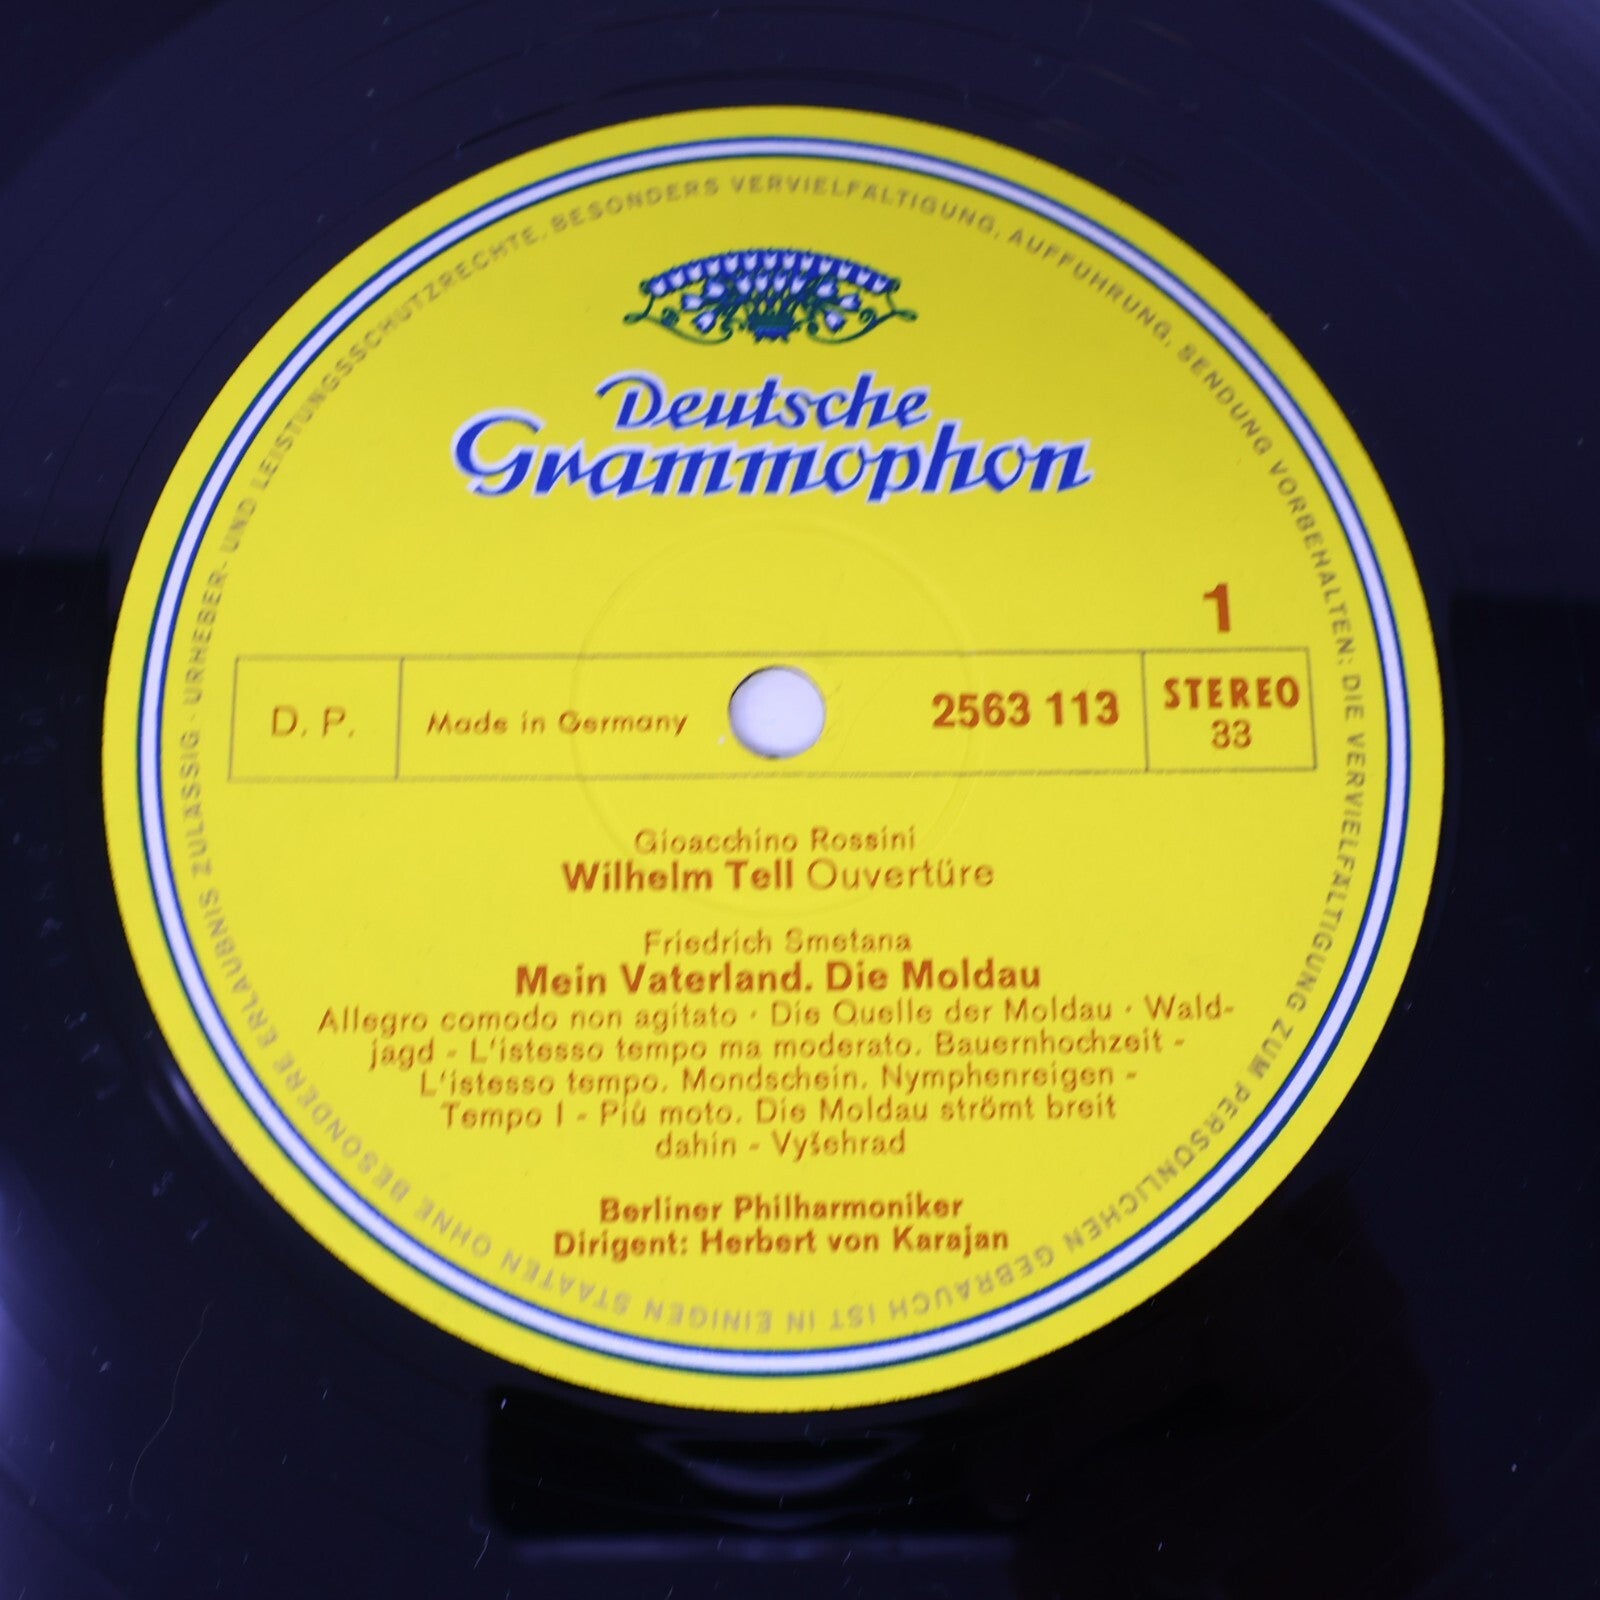 URHEBER- UND LEISTUNGSSCHUTZRECHTE, BESONDERS VERVIELFÄLTIGUNG, AUFFÜHRUNG, SENDUNG VORBEHALTEN; DIE VERVIELFÄLTIGUNG ZUM PERSÖNLICHEN GEBRAUCH IST IN EINIGEN STAATEN OHNE BESONDERE ERLAUBNIS ZULÄSSIG ·
Deutsche
Grammophon
1
D. P.
Made in Germany
2563 113
STEREO
33
Gioacchino Rossini
Wilhelm Tell Ouvertüre
Friedrich Smetana
Mein Vaterland. Die Moldau
Allegro comodo non agitato · Die Quelle der Moldau · Wald-
jagd - L'istesso tempo ma moderato. Bauernhochzeit -
L'istesso tempo. Mondschein. Nymphenreigen -
Tempo I - Più moto. Die Moldau strömt breit
dahin - Vyšehrad
Berliner Philharmoniker
Dirigent: Herbert von Karajan